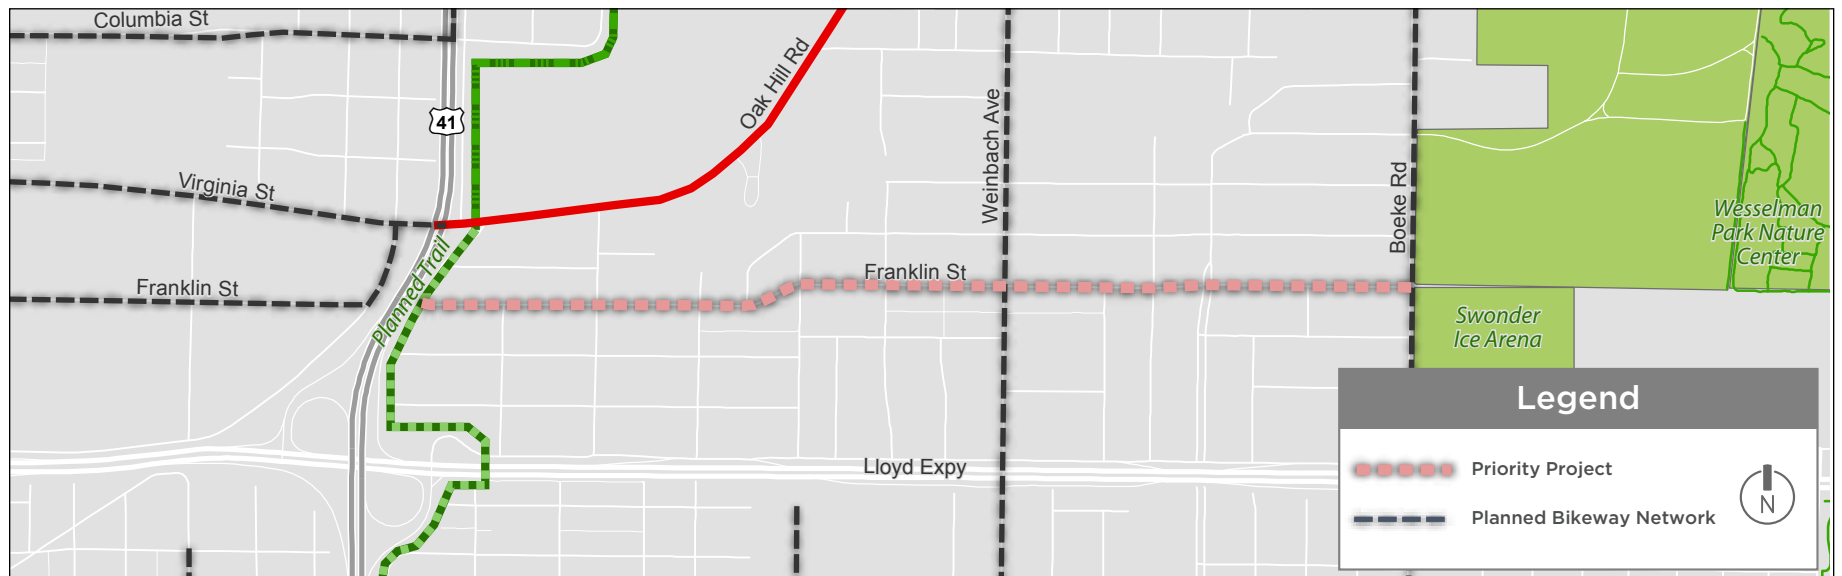 Columbia St
Oak Hill Rd
41
Weinbach Ave
Virginia St
Boeke Rd
Wesselman
Park Nature
Center
Planned Trail
Franklin St
Franklin St
Swonder
Ice Arena
Lloyd Expy
Legend
Priority Project
Planned Bikeway Network
N